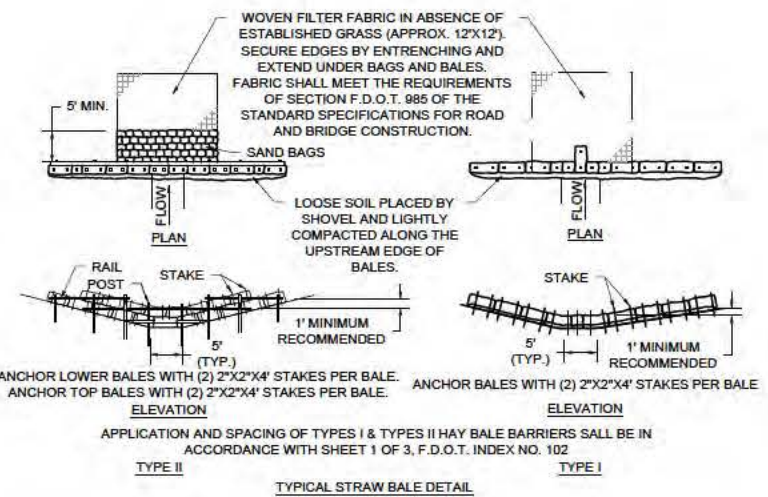 WOVEN FILTER FABRIC IN ABSENCE OF
ESTABLISHED GRASS (APPROX. 12'X12').
SECURE EDGES BY ENTRENCHING AND
EXTEND UNDER BAGS AND BALES.
FABRIC SHALL MEET THE REQUIREMENTS
OF SECTION F.D.O.T. 985 OF THE
STANDARD SPECIFICATIONS FOR ROAD
AND BRIDGE CONSTRUCTION.
5' MIN.
SAND BAGS
FLOW
PLAN
LOOSE SOIL PLACED BY
SHOVEL AND LIGHTLY
COMPACTED ALONG THE
UPSTREAM EDGE OF
BALES.
FLOW
PLAN
RAIL
POST
STAKE
1' MINIMUM
RECOMMENDED
5'
(TYP.)
ANCHOR LOWER BALES WITH (2) 2"X2"X4' STAKES PER BALE.
ANCHOR TOP BALES WITH (2) 2"X2"X4' STAKES PER BALE.
ELEVATION
STAKE
5'
(TYP.)
1' MINIMUM
RECOMMENDED
ANCHOR BALES WITH (2) 2"X2"X4' STAKES PER BALE
ELEVATION
APPLICATION AND SPACING OF TYPES I & TYPES II HAY BALE BARRIERS SALL BE IN
ACCORDANCE WITH SHEET 1 OF 3, F.D.O.T. INDEX NO. 102
TYPE II
TYPE I
TYPICAL STRAW BALE DETAIL